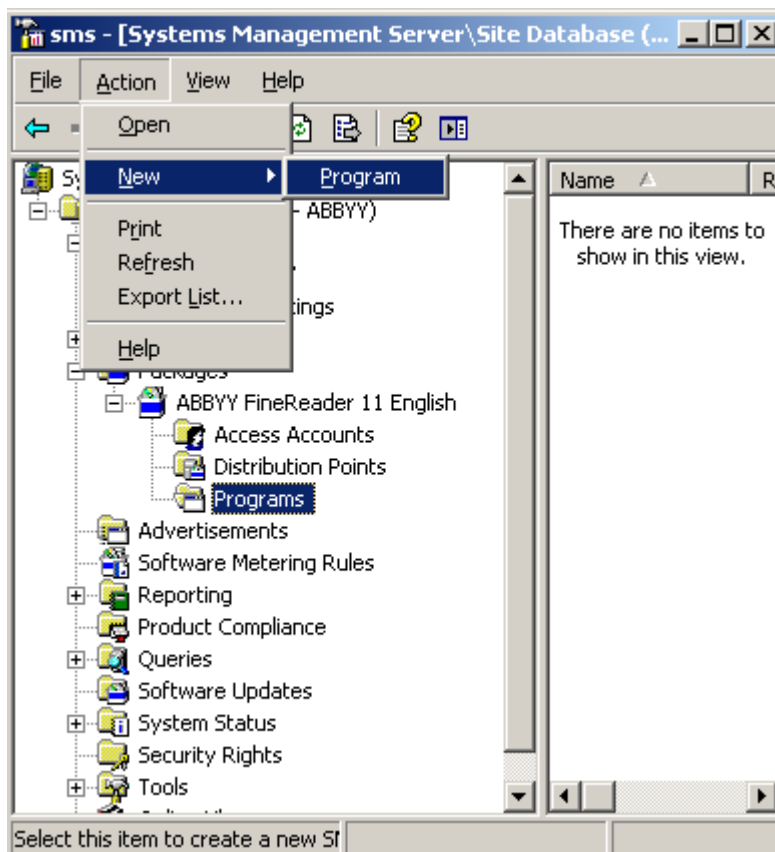 sms - [Systems Management Server\Site Database (...
File Action View Help
Open
New
Program
Print
Refresh
Export List...
Help
- ABBYY)
ings
Packages
ABBYY FineReader 11 English
Access Accounts
Distribution Points
Programs
Advertisements
Software Metering Rules
Reporting
Product Compliance
Queries
Software Updates
System Status
Security Rights
Tools
Name
R
There are no items to
show in this view.
Select this item to create a new S